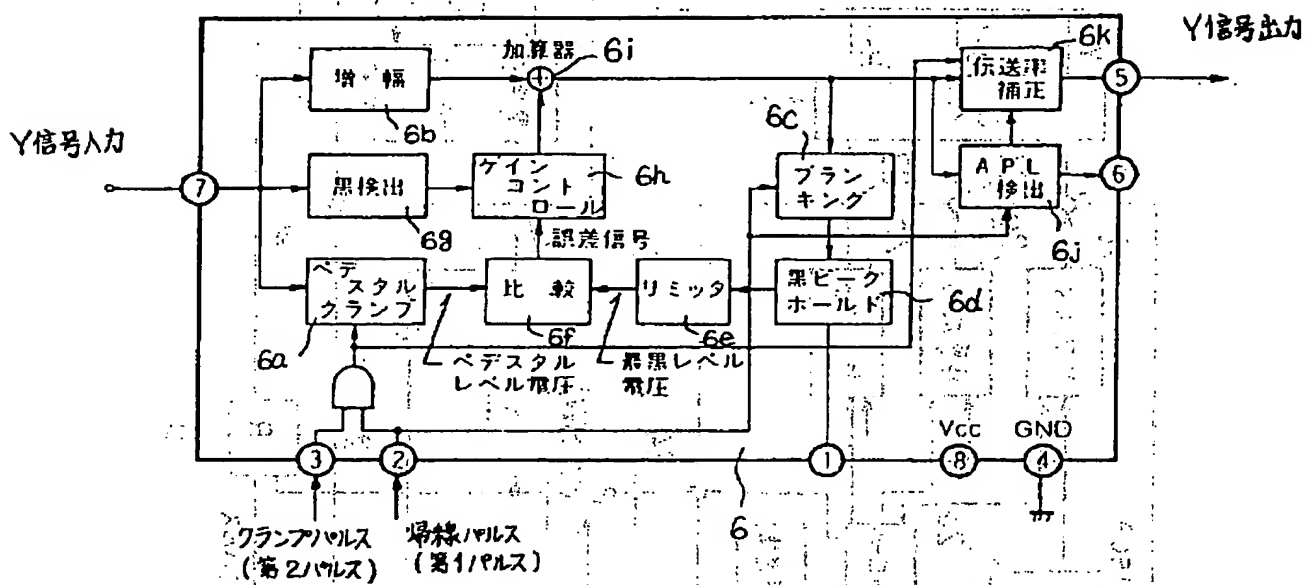 Y信号出力
加算器
6i
6k
増幅
6b
伝送率
補正
5
Y信号入力
6c
7
黒検出
6g
ゲイン
コント
ロール
6h
ブラン
キング
APL
検出
6j
6
誤差信号
ペデ
スタル
クランプ
6a
比較
6f
リミッタ
6e
黒ピーク
ホールド
6d
ペデスタル
レベル電圧
最黒レベル
電圧
Vcc
GND
3
2
1
8
4
6
クランプパルス
(第2パルス)
帰線パルス
(第1パルス)